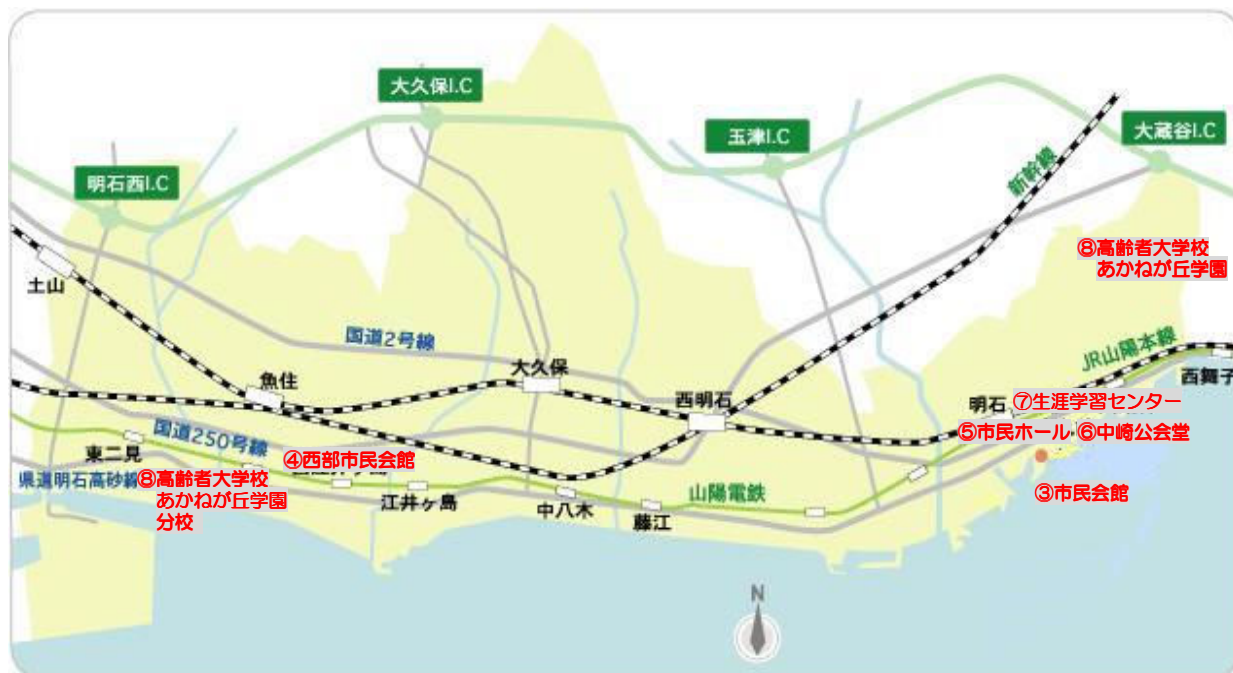 大久保I.C
玉津I.C
大蔵谷I.C
明石西I.C
新幹線
⑧高齢者大学校
あかねが丘学園
土山
国道2号線
JR山陽本線
大久保
西舞子
魚住
西明石
明石
⑦生涯学習センター
国道250号線
⑤市民ホール
⑥中崎公会堂
東二見
④西部市民会館
県道明石高砂線
⑧高齢者大学校
あかねが丘学園
分校
江井ヶ島
山陽電鉄
③市民会館
中八木
藤江
N